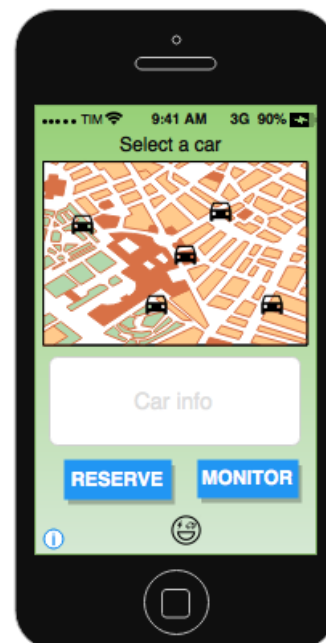 TIM 9:41 AM 3G 90%
Select a car
Car info
RESERVE MONITOR
i